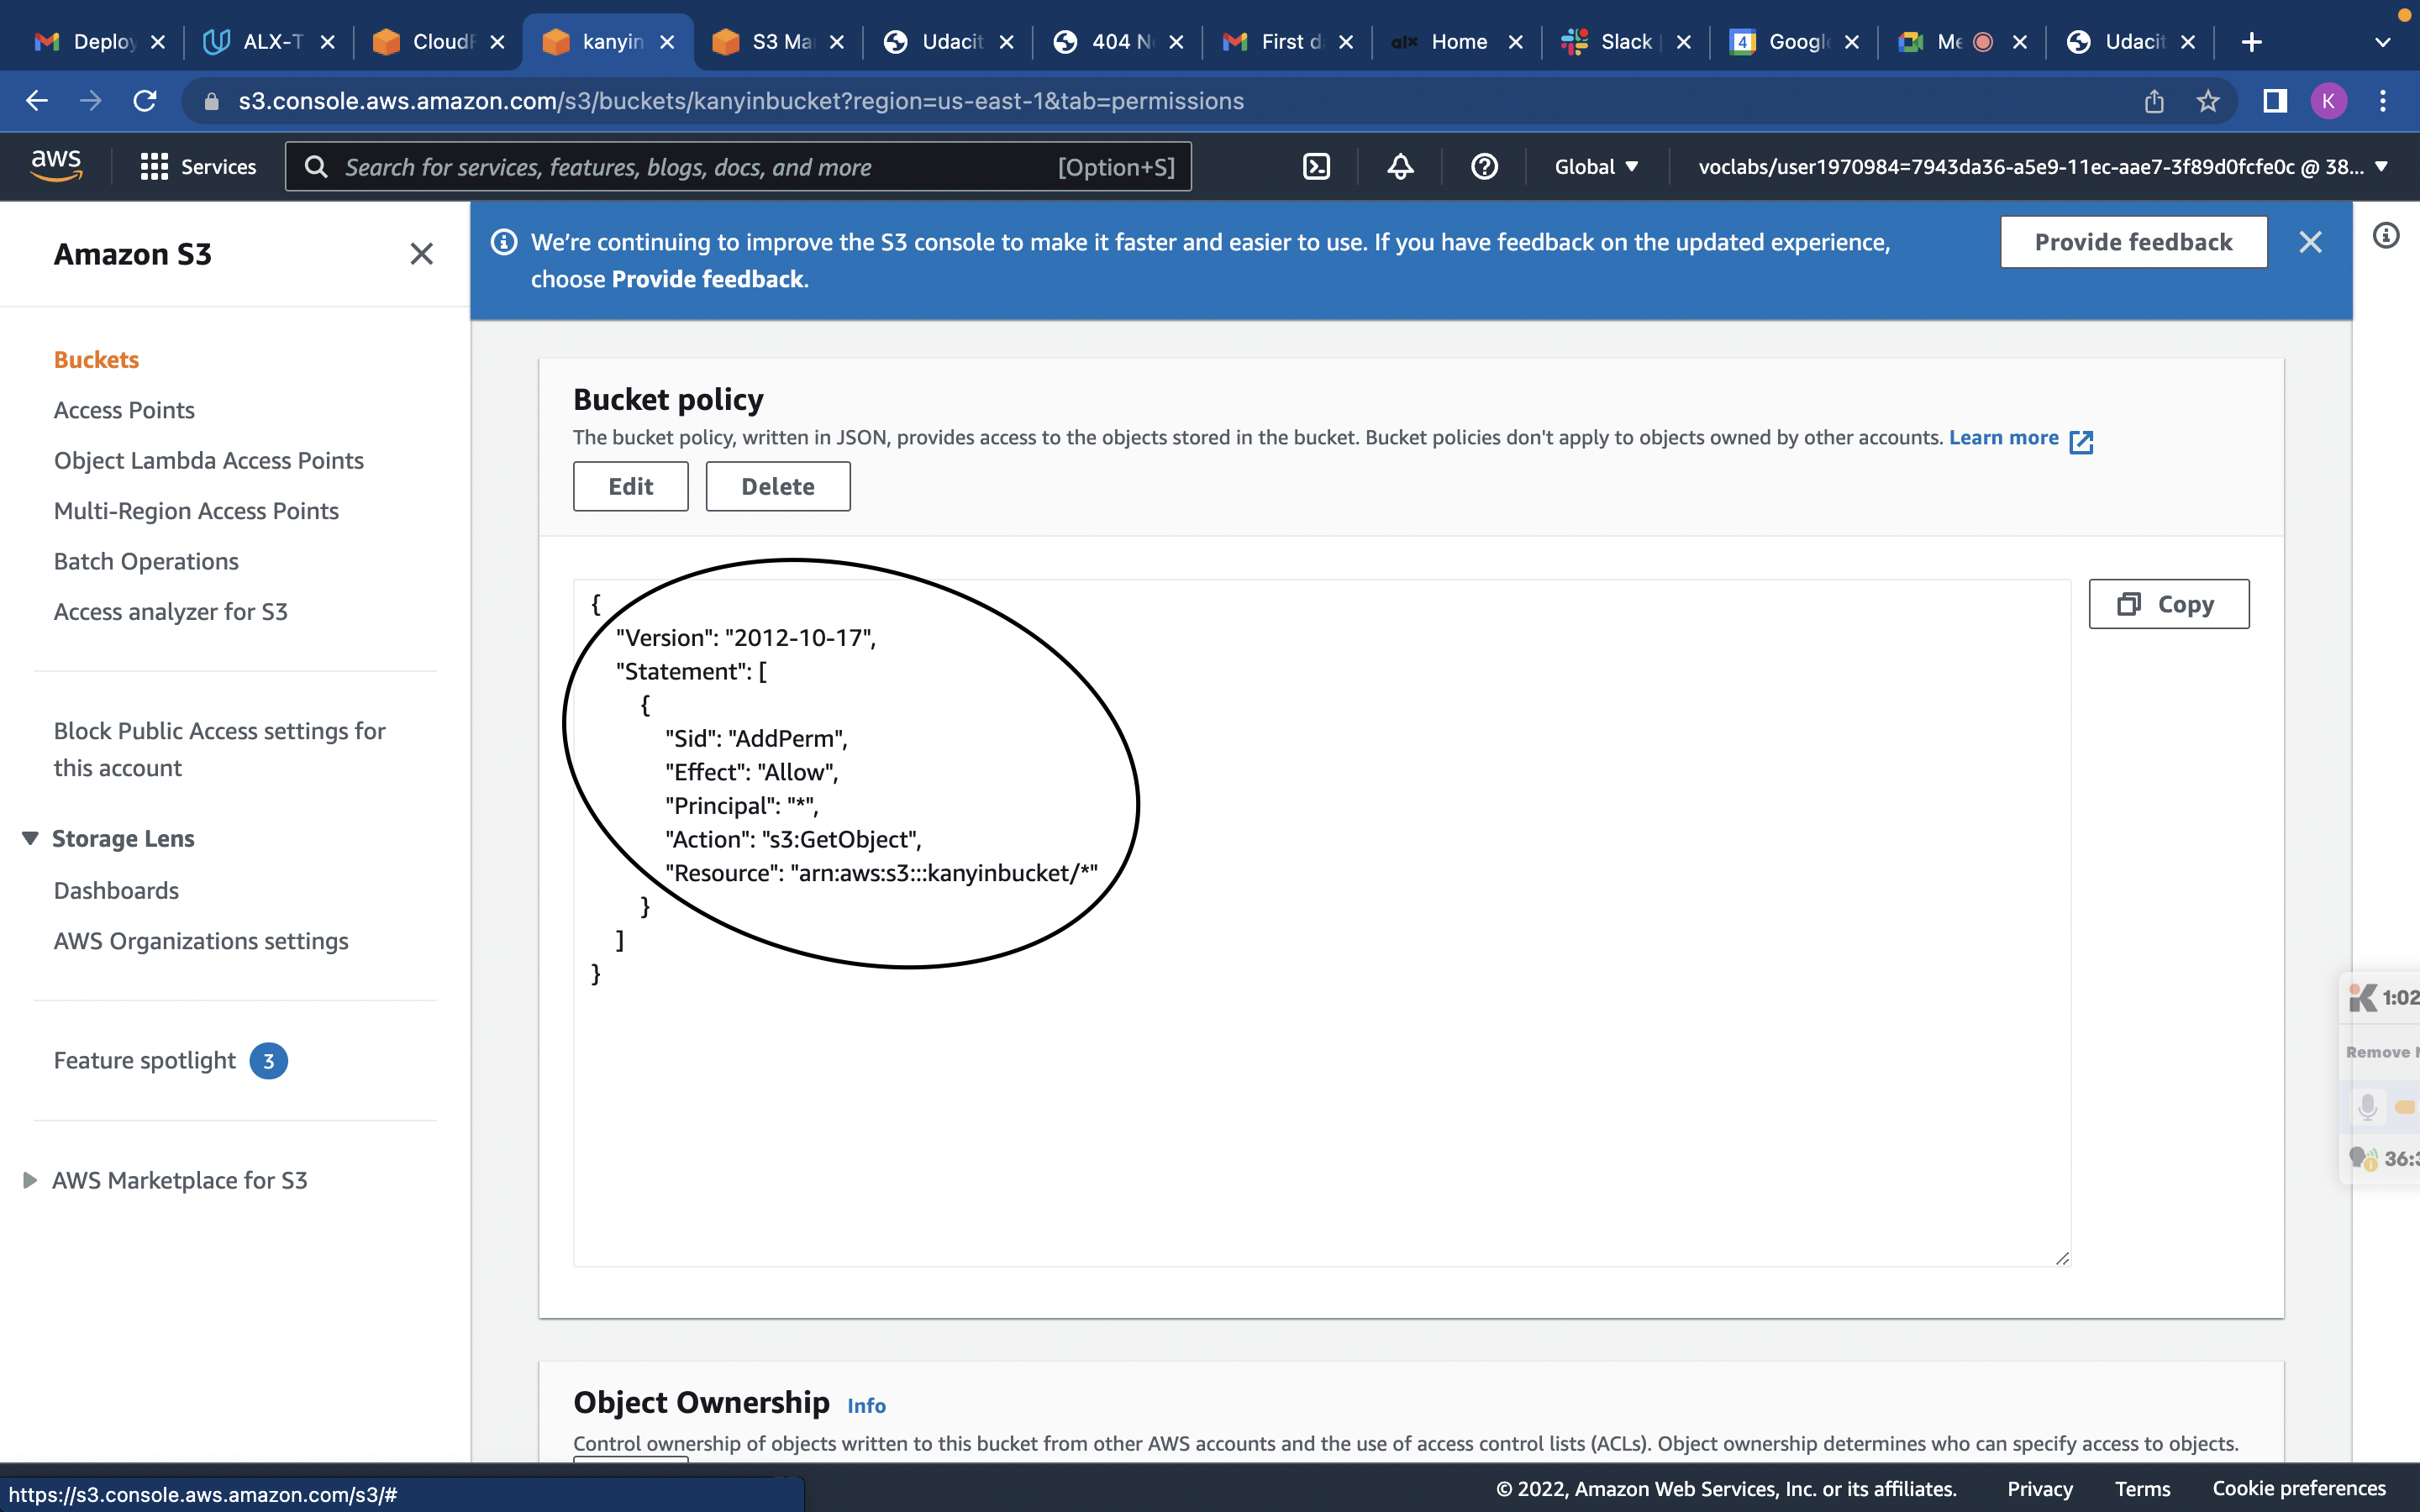 Deploy
ALX-T
CloudF
kanyin
S3 Ma
Udacit
404 N
First d
alx Home
Slack
4 Google
Me
Udacit
s3.console.aws.amazon.com/s3/buckets/kanyinbucket?region=us-east-1&tab=permissions
K
aws
Services
Search for services, features, blogs, docs, and more
[Option+S]
Global
voclabs/user1970984=7943da36-a5e9-11ec-aae7-3f89d0fcfe0c @ 38...
Amazon S3
Buckets
Access Points
Object Lambda Access Points
Multi-Region Access Points
Batch Operations
Access analyzer for S3
Block Public Access settings for
this account
Storage Lens
Dashboards
AWS Organizations settings
Feature spotlight 3
AWS Marketplace for S3
We're continuing to improve the S3 console to make it faster and easier to use. If you have feedback on the updated experience,
choose Provide feedback.
Provide feedback
Bucket policy
The bucket policy, written in JSON, provides access to the objects stored in the bucket. Bucket policies don't apply to objects owned by other accounts. Learn more
Edit
Delete
Copy
{
"Version": "2012-10-17",
"Statement": [
{
"Sid": "AddPerm",
"Effect": "Allow",
"Principal": "*",
"Action": "s3:GetObject",
"Resource": "arn:aws:s3:::kanyinbucket/*"
}
]
}
K 1:02
Remove
36:
Object Ownership Info
Control ownership of objects written to this bucket from other AWS accounts and the use of access control lists (ACLs). Object ownership determines who can specify access to objects.
https://s3.console.aws.amazon.com/s3/#
© 2022, Amazon Web Services, Inc. or its affiliates.
Privacy
Terms
Cookie preferences